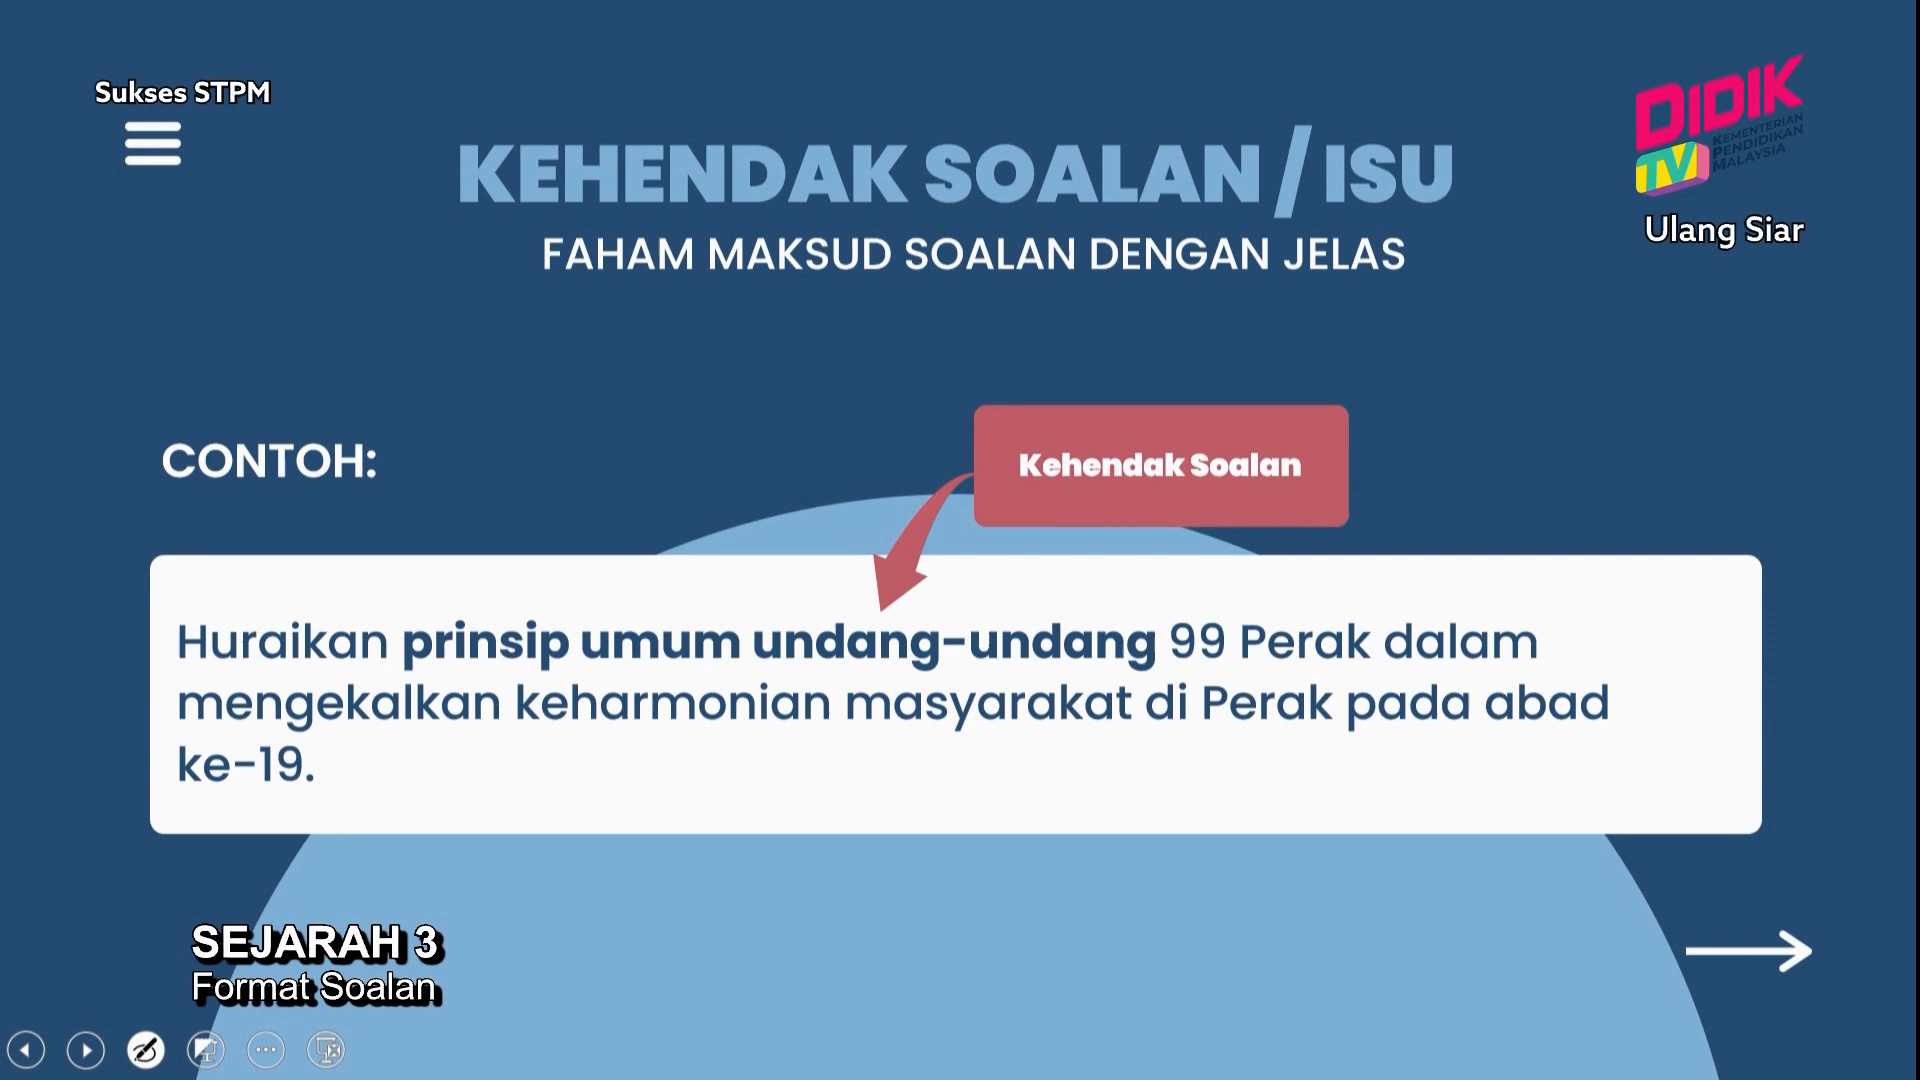 Sukses STPM
DIDIK
TV
KEMENTERIAN
PENDIDIKAN
MALAYSIA
Ulang Siar
KEHENDAK SOALAN / ISU
FAHAM MAKSUD SOALAN DENGAN JELAS
CONTOH:
Kehendak Soalan
Huraikan prinsip umum undang-undang 99 Perak dalam
mengekalkan keharmonian masyarakat di Perak pada abad
ke-19.
SEJARAH 3
Format Soalan